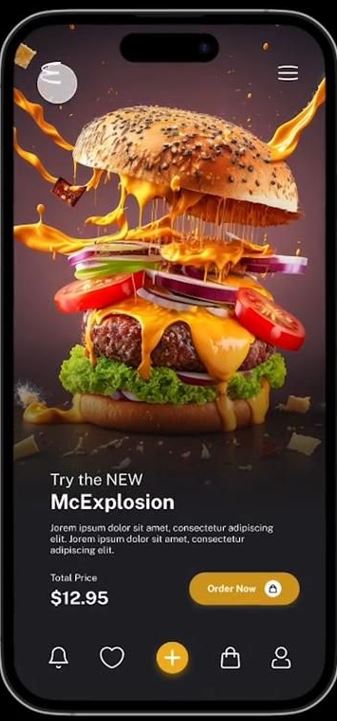 Try the NEW
McExplosion
Jorem ipsum dolor sit amet, consectetur adipiscing
elit. Jorem ipsum dolor sit amet, consectetur
adipiscing elit.
Total Price
$12.95
Order Now